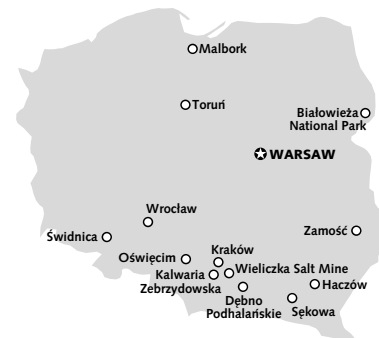 Malbork
Toruń
Białowieża
National Park
WARSAW
Wrocław
Zamość
Świdnica
Kraków
Oświęcim
Wieliczka Salt Mine
Kalwaria
Zebrzydowska
Haczów
Dębno
Podhalańskie
Sękowa